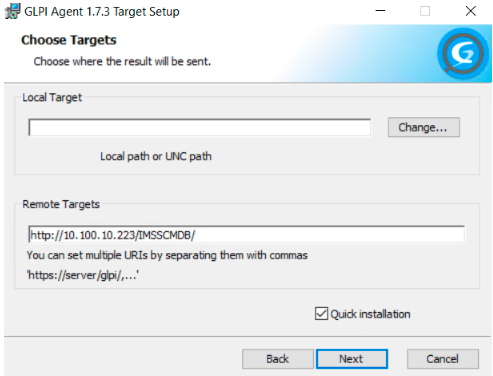 GLPI Agent 1.7.3 Target Setup
Choose Targets
Choose where the result will be sent.
Local Target
Change...
Local path or UNC path
Remote Targets
http://10.100.10.223/IMSSCMDB/
You can set multiple URIs by separating them with commas
'https://server/glpi/,...'
Quick installation
Back
Next
Cancel